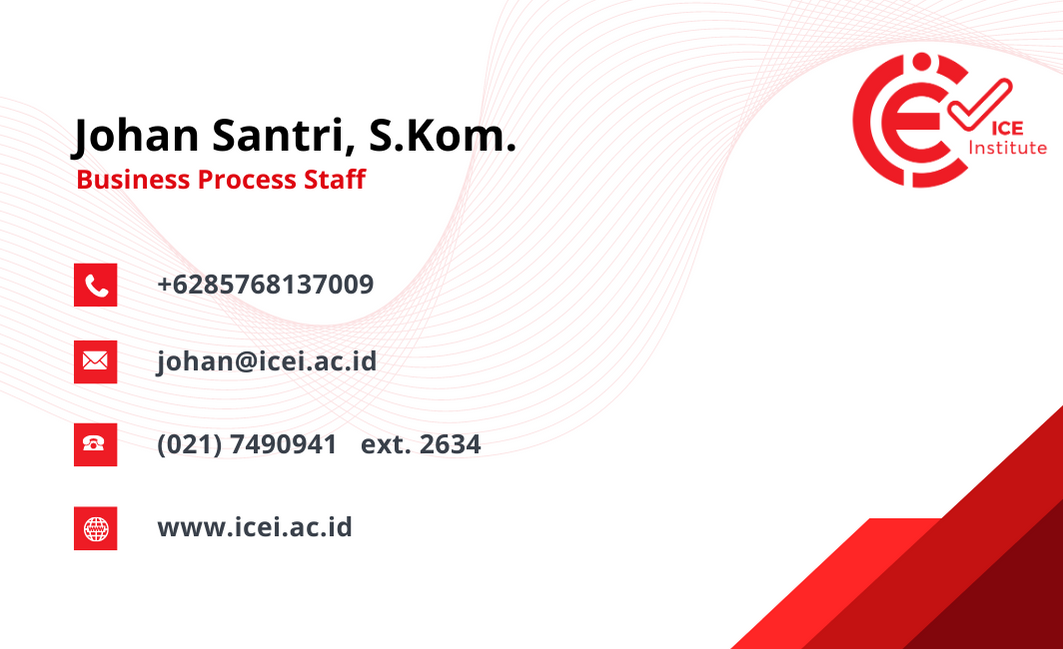 Johan Santri, S.Kom.
Business Process Staff
ICE
Institute
+6285768137009
johan@icei.ac.id
(021) 7490941 ext. 2634
www.icei.ac.id